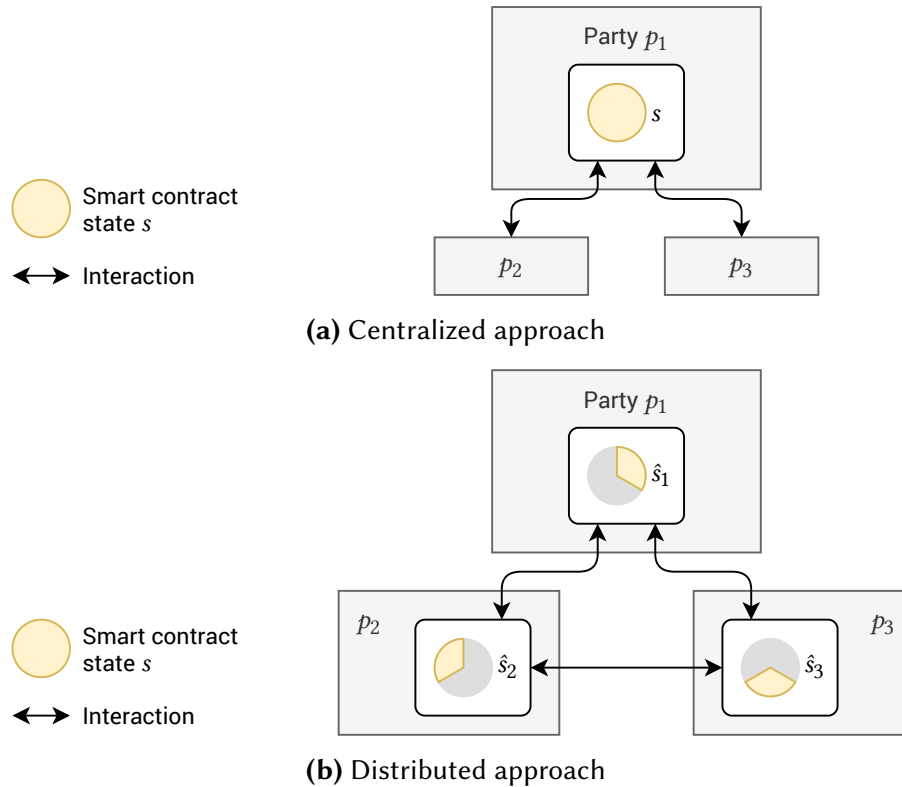 Party p₁
s
Smart contract
state s
Interaction
p₂
p₃
(a) Centralized approach
Party p₁
ŝ₁
Smart contract
state s
Interaction
p₂
ŝ₂
ŝ₃
p₃
(b) Distributed approach